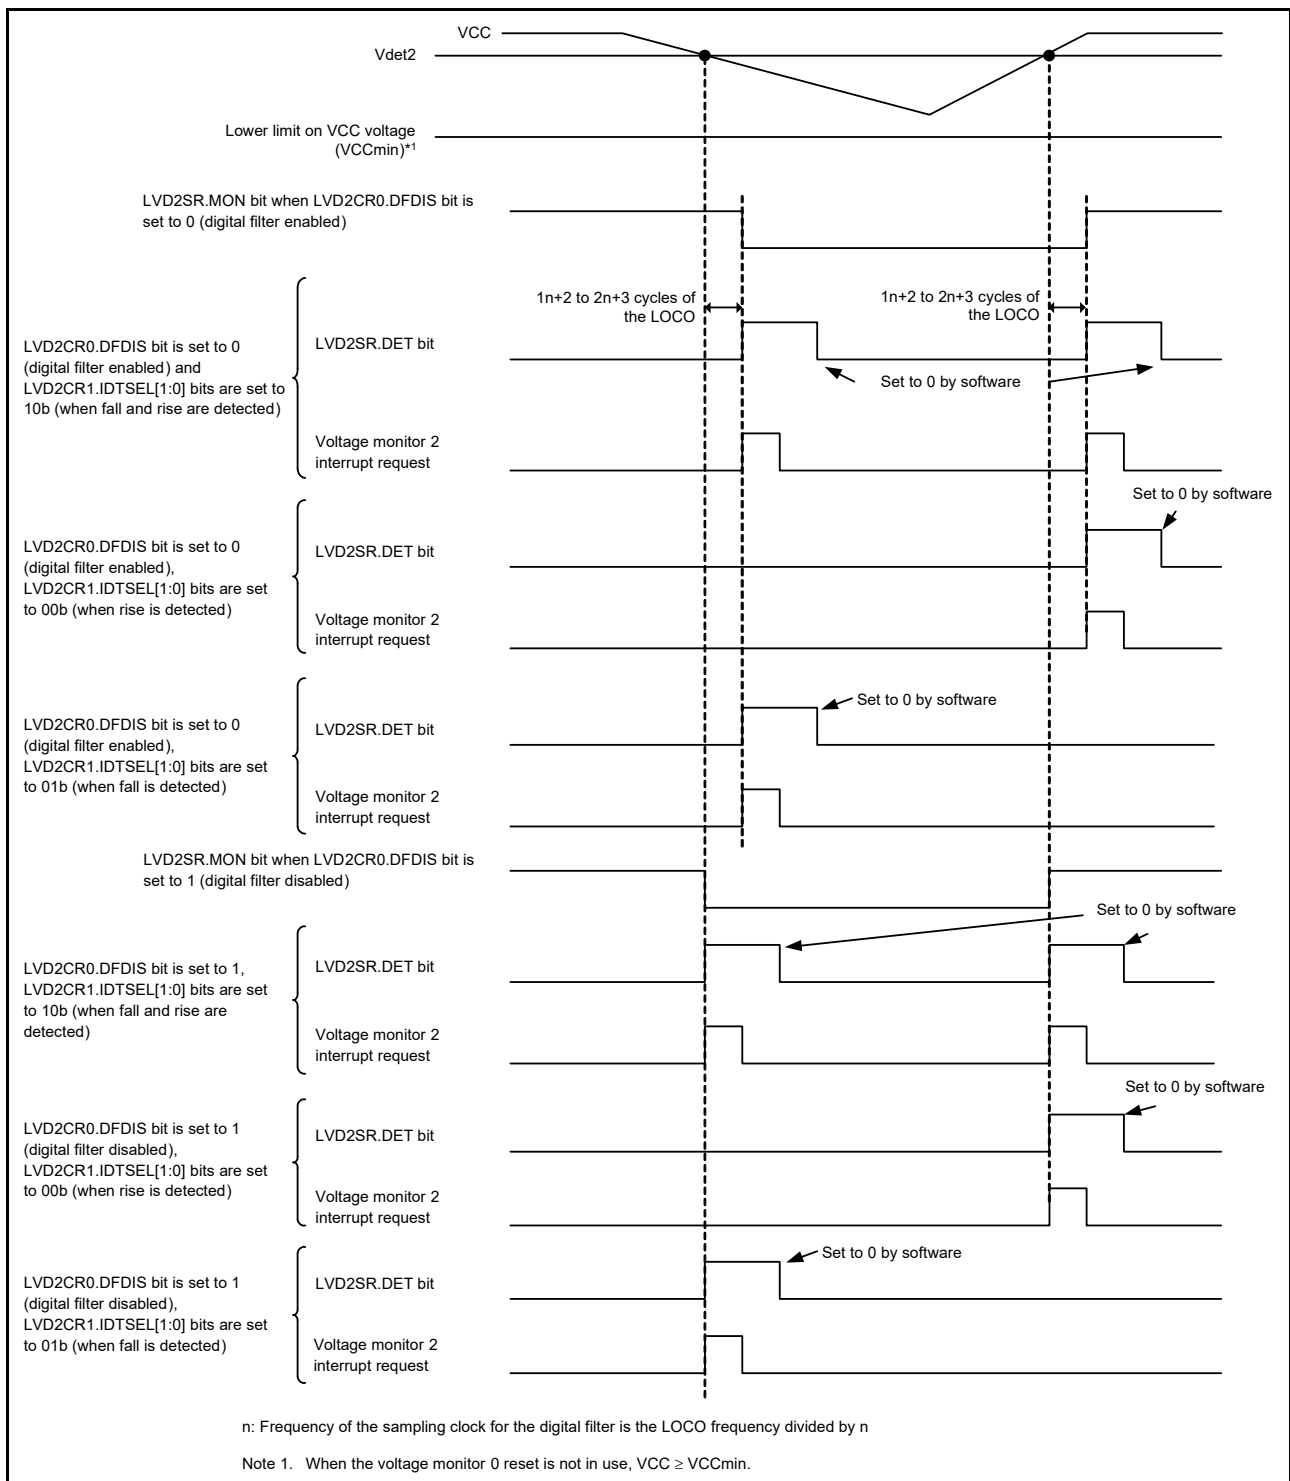 VCC
Vdet2
Lower limit on VCC voltage
(VCCmin)*1
LVD2SR.MON bit when LVD2CR0.DFDIS bit is
set to 0 (digital filter enabled)
1n+2 to 2n+3 cycles of
the LOCO
1n+2 to 2n+3 cycles of
the LOCO
LVD2CR0.DFDIS bit is set to 0
(digital filter enabled) and
LVD2CR1.IDTSEL[1:0] bits are set to
10b (when fall and rise are detected)
LVD2SR.DET bit
Set to 0 by software
Voltage monitor 2
interrupt request
Set to 0 by software
LVD2CR0.DFDIS bit is set to 0
(digital filter enabled),
LVD2CR1.IDTSEL[1:0] bits are set
to 00b (when rise is detected)
LVD2SR.DET bit
Voltage monitor 2
interrupt request
LVD2CR0.DFDIS bit is set to 0
(digital filter enabled),
LVD2CR1.IDTSEL[1:0] bits are set
to 01b (when fall is detected)
LVD2SR.DET bit
Set to 0 by software
Voltage monitor 2
interrupt request
LVD2SR.MON bit when LVD2CR0.DFDIS bit is
set to 1 (digital filter disabled)
Set to 0 by software
LVD2CR0.DFDIS bit is set to 1,
LVD2CR1.IDTSEL[1:0] bits are set
to 10b (when fall and rise are
detected)
LVD2SR.DET bit
Voltage monitor 2
interrupt request
Set to 0 by software
LVD2CR0.DFDIS bit is set to 1
(digital filter disabled),
LVD2CR1.IDTSEL[1:0] bits are set
to 00b (when rise is detected)
LVD2SR.DET bit
Voltage monitor 2
interrupt request
LVD2CR0.DFDIS bit is set to 1
(digital filter disabled),
LVD2CR1.IDTSEL[1:0] bits are set
to 01b (when fall is detected)
LVD2SR.DET bit
Set to 0 by software
Voltage monitor 2
interrupt request
n: Frequency of the sampling clock for the digital filter is the LOCO frequency divided by n
Note 1. When the voltage monitor 0 reset is not in use, VCC ≥ VCCmin.